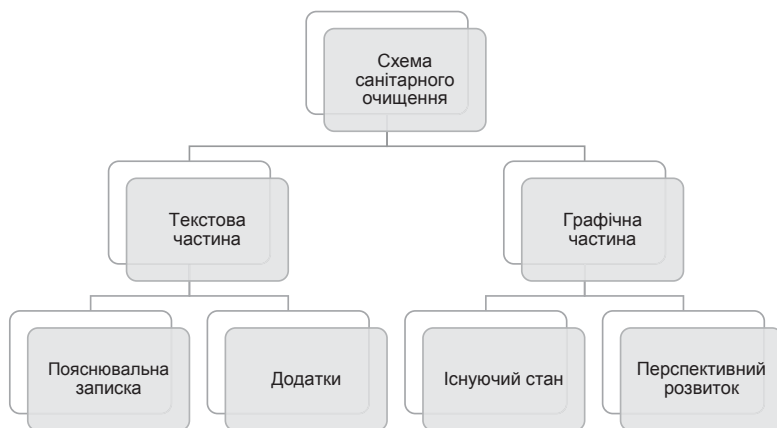 Схема
санітарного
очищення
Текстова
частина
Графічна
частина
Пояснювальна
записка
Додатки
Існуючий стан
Перспективний
розвиток